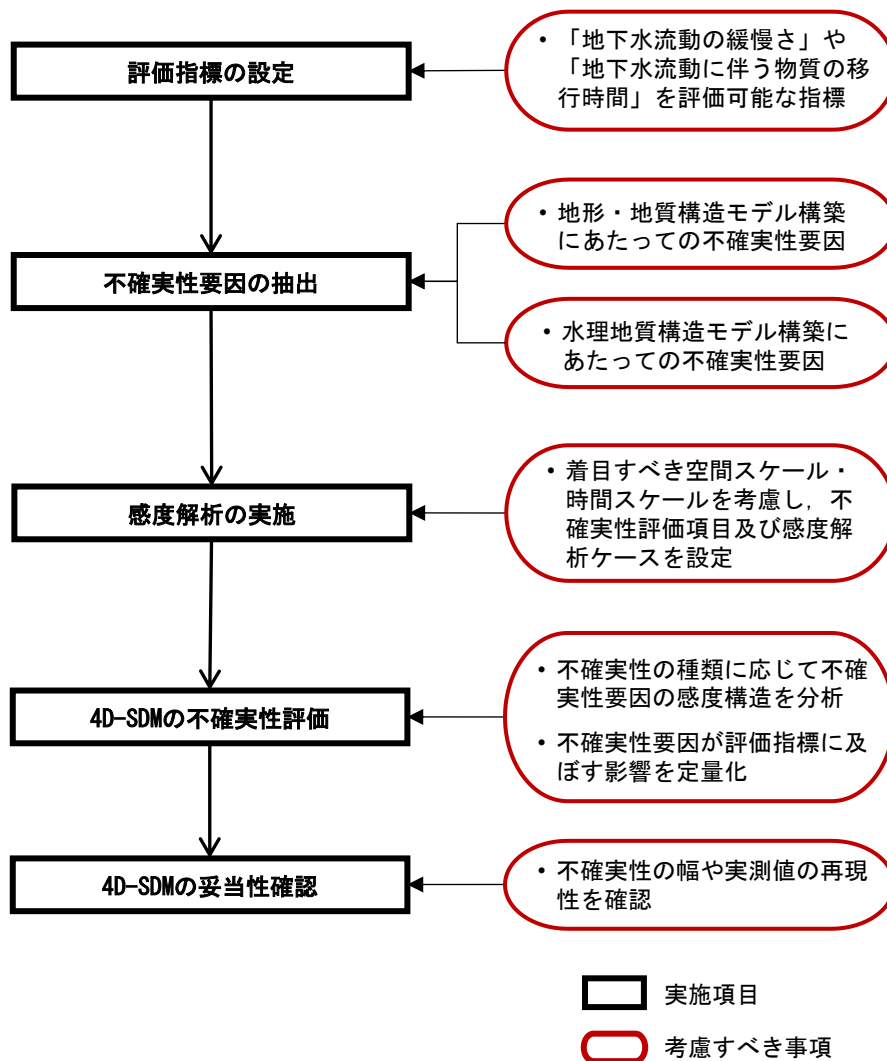 評価指標の設定
・「地下水流動の緩慢さ」や
「地下水流動に伴う物質の移
行時間」を評価可能な指標
不確実性要因の抽出
・地形・地質構造モデル構築
にあたっての不確実性要因
・水理地質構造モデル構築に
あたっての不確実性要因
感度解析の実施
・着目すべき空間スケール・
時間スケールを考慮し，不
確実性評価項目及び感度解
析ケースを設定
4D-SDMの不確実性評価
・不確実性の種類に応じて不確
実性要因の感度構造を分析
・不確実性要因が評価指標に及
ぼす影響を定量化
4D-SDMの妥当性確認
・不確実性の幅や実測値の再現
性を確認
実施項目
考慮すべき事項